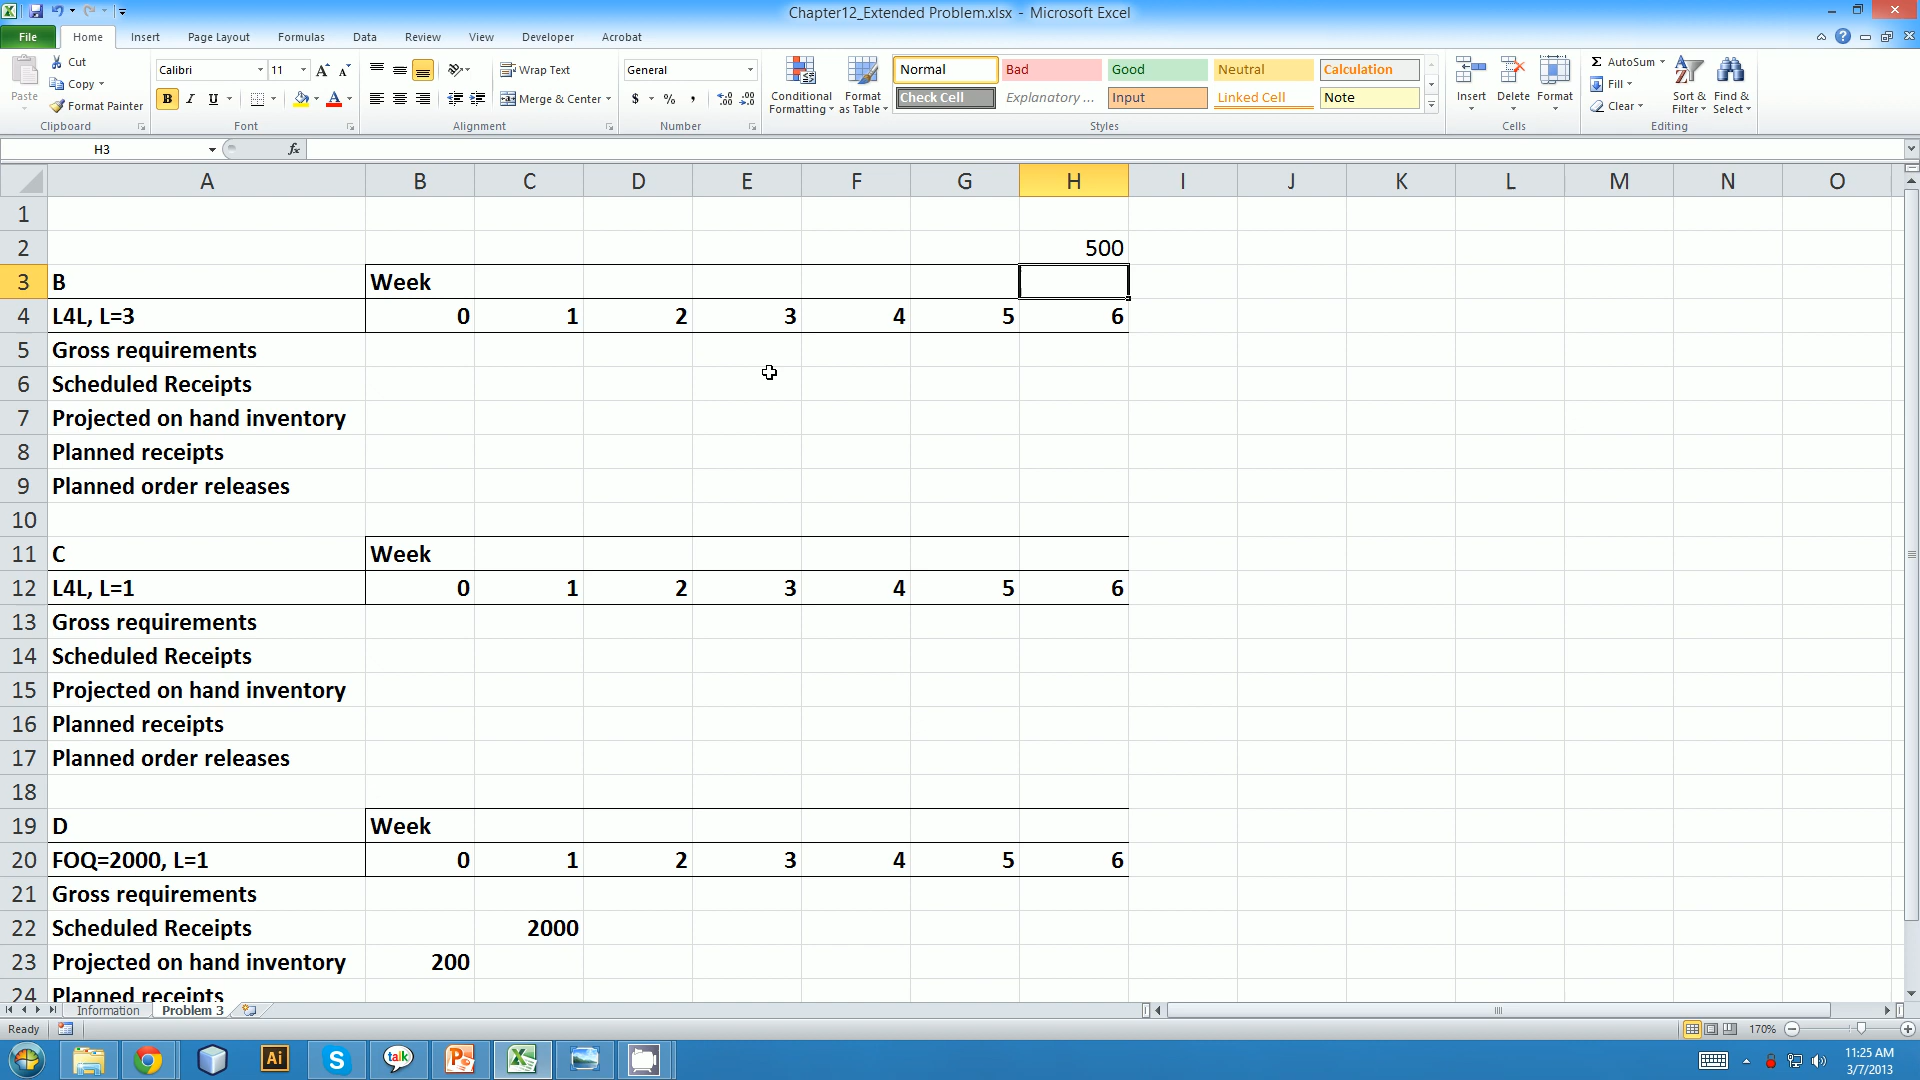 Chapter12_Extended Problem.xlsx - Microsoft Excel
File Home Insert Page Layout Formulas Data Review View Developer Acrobat
Paste Cut Copy Format Painter
Calibri 11
B I U A A A
Wrap Text
Merge & Center
General
$ % ,
Conditional Formatting
Format as Table
Normal Bad Good Neutral Calculation
Check Cell Explanatory ... Input Linked Cell Note
Insert Delete Format
Σ AutoSum
Fill
Clear
Sort & Filter
Find & Select
Clipboard Font Alignment Number Styles Cells Editing
H3 fx
A B C D E F G H I J K L M N O
1
2 500
3 B Week
4 L4L, L=3 0 1 2 3 4 5 6
5 Gross requirements
6 Scheduled Receipts
7 Projected on hand inventory
8 Planned receipts
9 Planned order releases
10
11 C Week
12 L4L, L=1 0 1 2 3 4 5 6
13 Gross requirements
14 Scheduled Receipts
15 Projected on hand inventory
16 Planned receipts
17 Planned order releases
18
19 D Week
20 FOQ=2000, L=1 0 1 2 3 4 5 6
21 Gross requirements
22 Scheduled Receipts 2000
23 Projected on hand inventory 200
24 Planned receipts
Information Problem 3
Ready 170%
Ai S talk P X
11:25 AM
3/7/2013